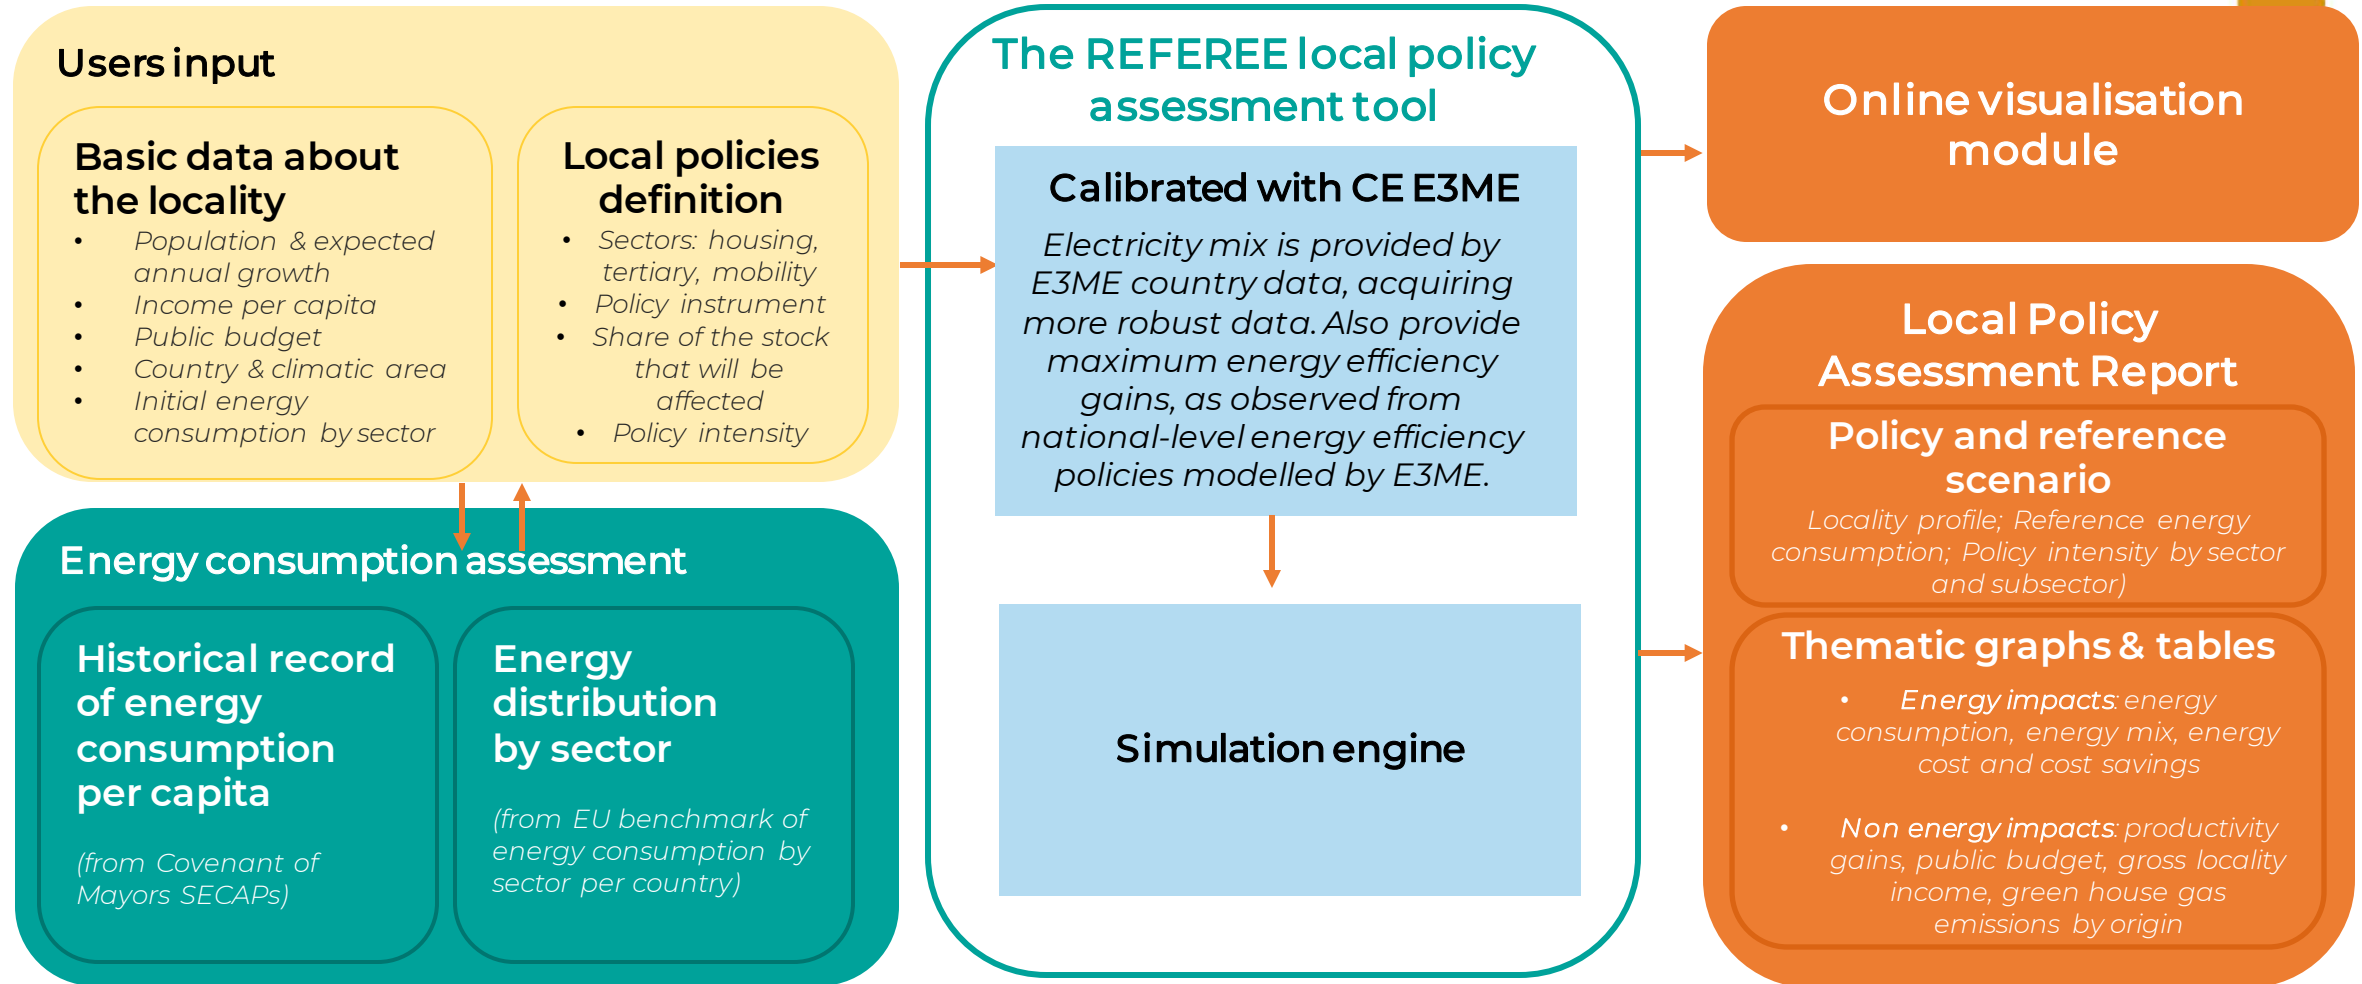 Users input
Basic data about
the locality
• Population & expected
annual growth
• Income per capita
• Public budget
• Country & climatic area
• Initial energy
consumption by sector
Local policies
definition
• Sectors: housing,
tertiary, mobility
• Policy instrument
• Share of the stock
that will be
affected
• Policy intensity
Energy consumption assessment
Historical record
of energy
consumption
per capita
(from Covenant of
Mayors SECAPs)
Energy
distribution
by sector
(from EU benchmark of
energy consumption by
sector per country)
The REFEREE local policy
assessment tool
Calibrated with CE E3ME
Electricity mix is provided by
E3ME country data, acquiring
more robust data. Also provide
maximum energy efficiency
gains, as observed from
national-level energy efficiency
policies modelled by E3ME.
Simulation engine
Online visualisation
module
Local Policy
Assessment Report
Policy and reference
scenario
Locality profile; Reference energy
consumption; Policy intensity by sector
and subsector)
Thematic graphs & tables
• Energy impacts: energy
consumption, energy mix, energy
cost and cost savings
• Non energy impacts: productivity
gains, public budget, gross locality
income, green house gas
emissions by origin